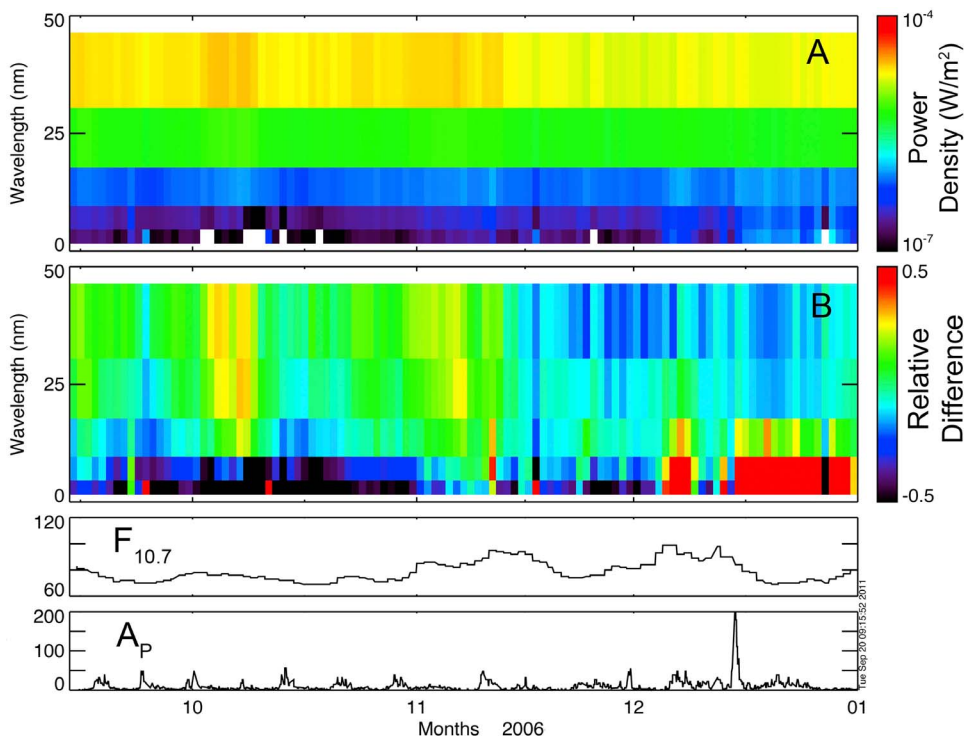 50
Wavelength (nm)
25
0
A
10-4
Power
Density (W/m2)
10-7
50
Wavelength (nm)
25
0
B
0.5
Relative
Difference
-0.5
120
F10.7
60
200
100
0
AP
Tue Sep 20 09:15:52 2011
10 11 12 01
Months 2006